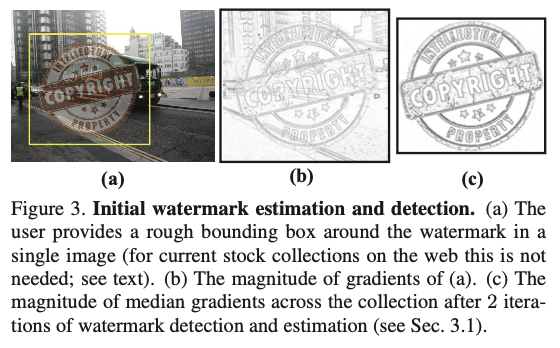 INTELLECTUAL
COPYRIGHT
PROPERTY
INTELLECTUAL
COPYRIGHT
PROPERTY
INTELLECTUAL
COPYRIGHT
PROPERTY
(a)
(b)
(c)
Figure 3. Initial watermark estimation and detection. (a) The
user provides a rough bounding box around the watermark in a
single image (for current stock collections on the web this is not
needed; see text). (b) The magnitude of gradients of (a). (c) The
magnitude of median gradients across the collection after 2 itera-
tions of watermark detection and estimation (see Sec. 3.1).